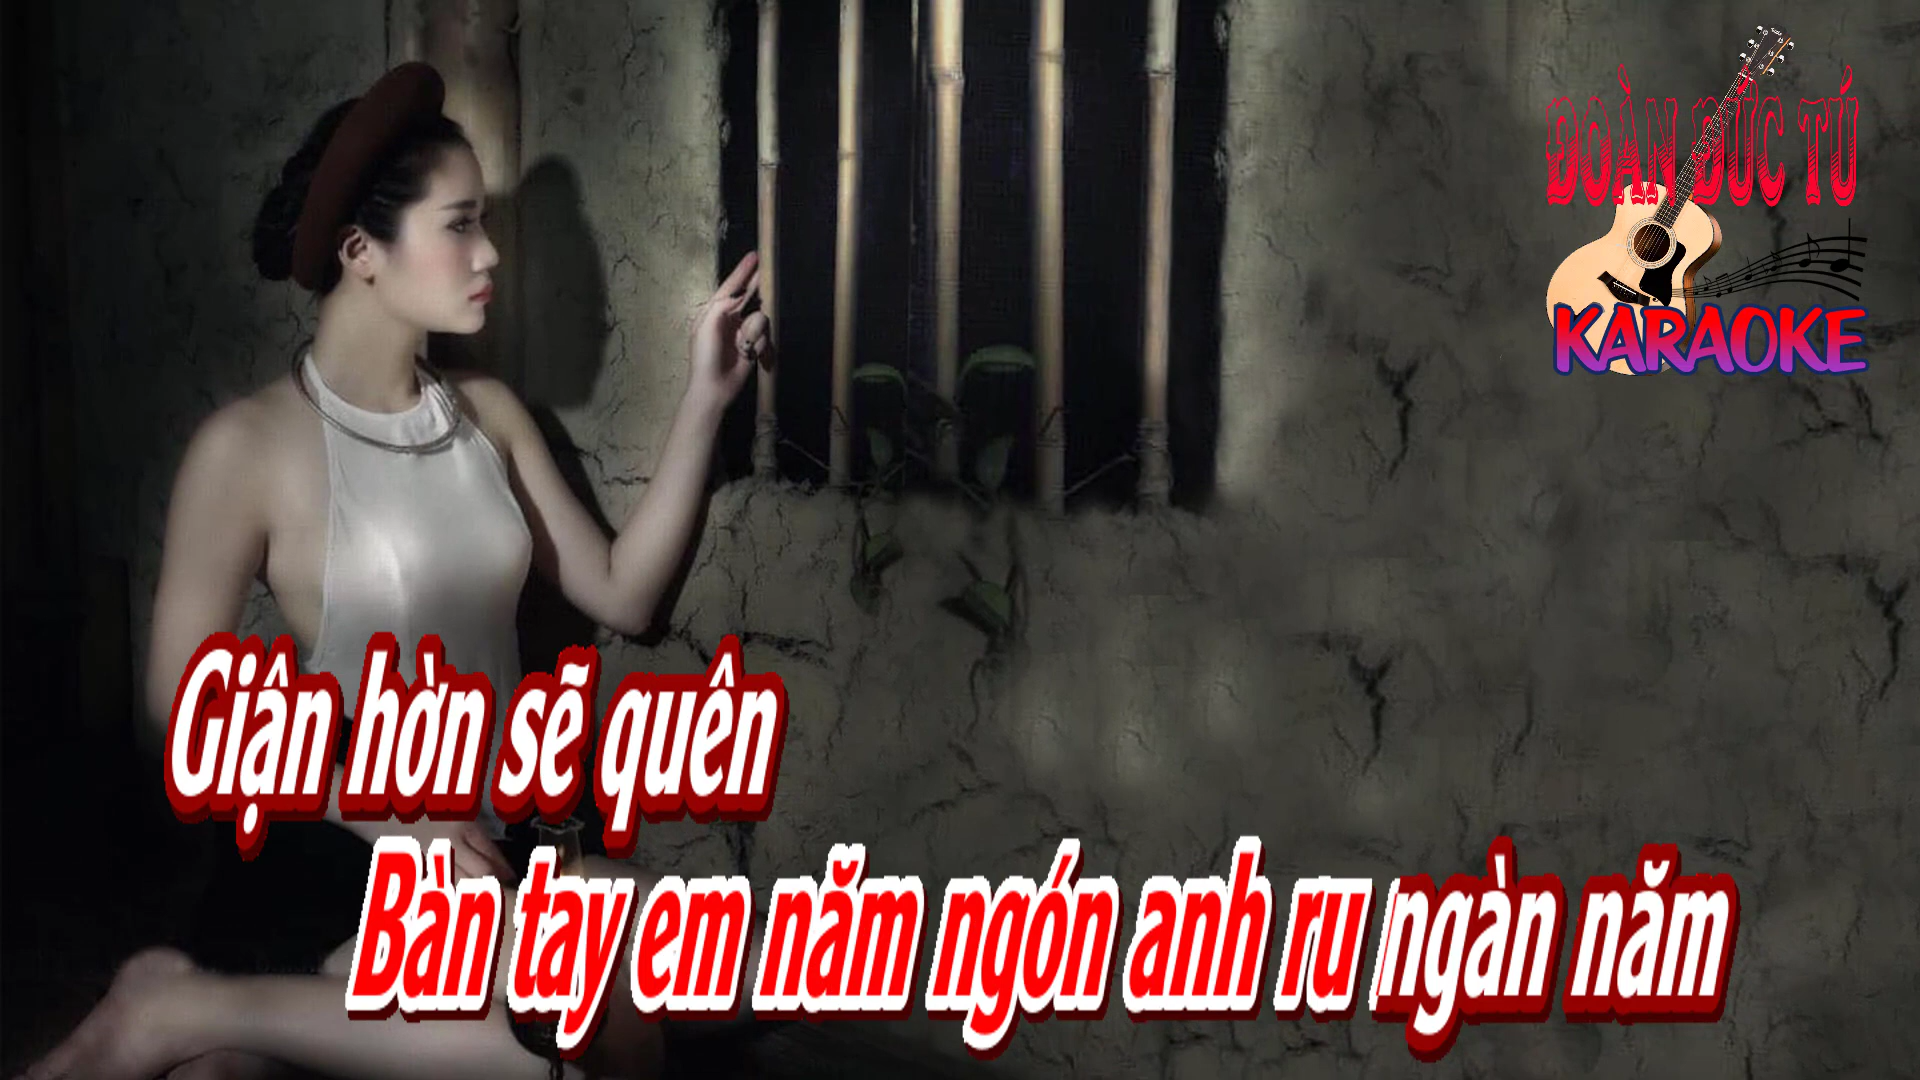 ĐOÀN ĐỨC TÚ
KARAOKE
Giận hờn sẽ quên
Bàn tay em năm ngón anh ru ngàn năm